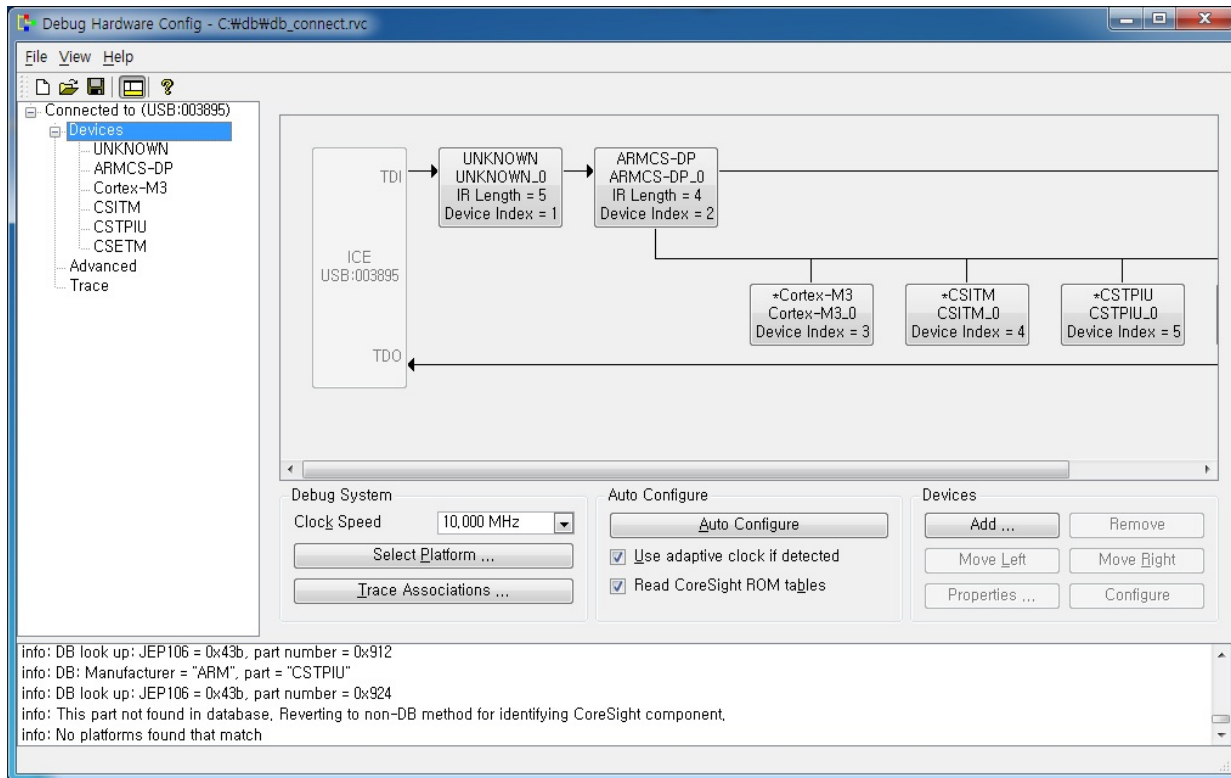 Debug Hardware Config - C:₩db₩db_connect.rvc
File View Help
Connected to (USB:003895)
Devices
UNKNOWN
ARMCS-DP
Cortex-M3
CSITM
CSTPIU
CSETM
Advanced
Trace
TDI
ICE
USB:003895
TDO
UNKNOWN
UNKNOWN_0
IR Length = 5
Device Index = 1
ARMCS-DP
ARMCS-DP_0
IR Length = 4
Device Index = 2
*Cortex-M3
Cortex-M3_0
Device Index = 3
*CSITM
CSITM_0
Device Index = 4
*CSTPIU
CSTPIU_0
Device Index = 5
Debug System
Clock Speed 10,000 MHz
Select Platform ...
Trace Associations ...
Auto Configure
Auto Configure
Use adaptive clock if detected
Read CoreSight ROM tables
Devices
Add ... Remove
Move Left Move Right
Properties ... Configure
info: DB look up: JEP106 = 0x43b, part number = 0x912
info: DB: Manufacturer = "ARM", part = "CSTPIU"
info: DB look up: JEP106 = 0x43b, part number = 0x924
info: This part not found in database, Reverting to non-DB method for identifying CoreSight component,
info: No platforms found that match